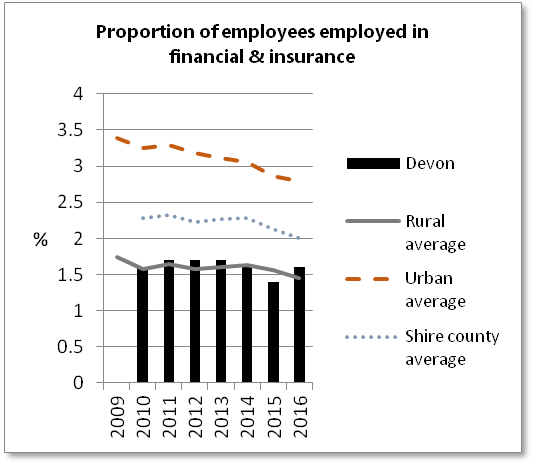 Proportion of employees employed in
financial & insurance
4
3.5
3
2.5
%
2
1.5
1
0.5
0
2009
2010
2011
2012
2013
2014
2015
2016
Devon
Rural
average
Urban
average
Shire county
average